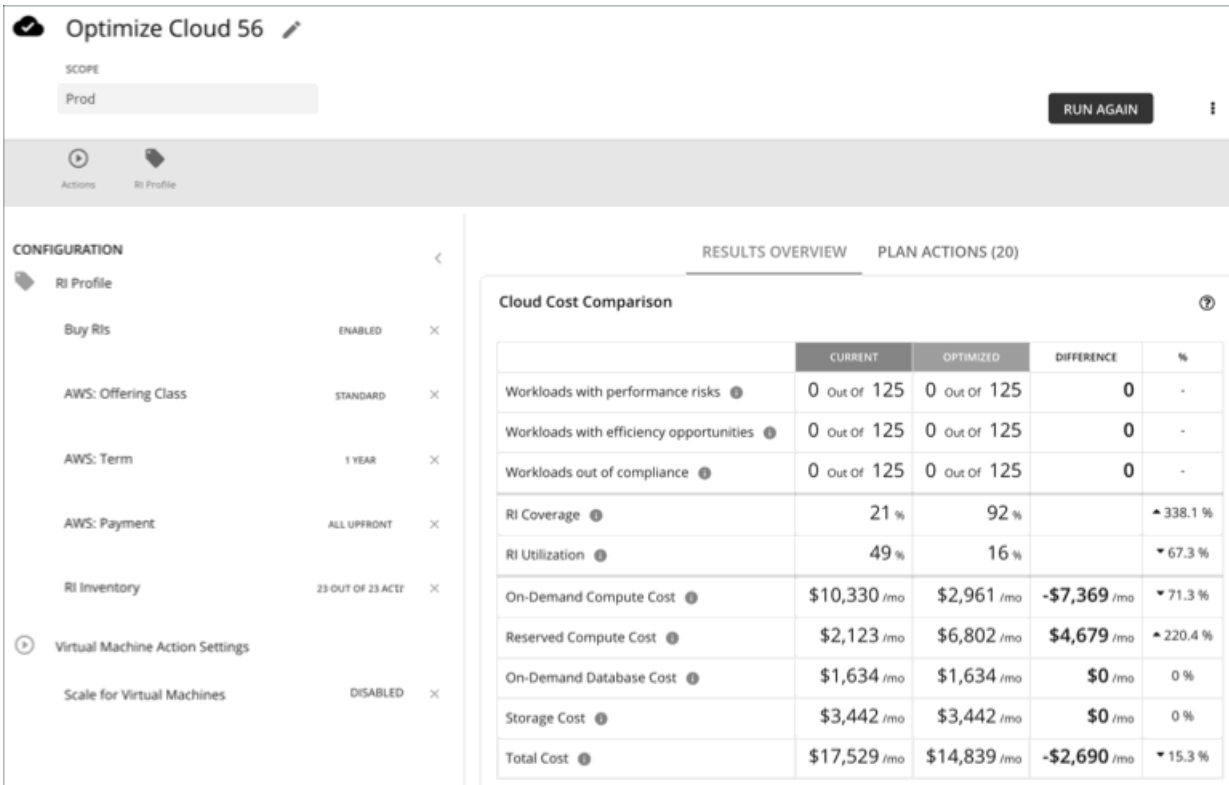 Optimize Cloud 56
SCOPE
Prod
RUN AGAIN
Actions RI Profile
CONFIGURATION
RI Profile
Buy RIs ENABLED
AWS: Offering Class STANDARD
AWS: Term 1 YEAR
AWS: Payment ALL UPFRONT
RI Inventory 23 OUT OF 23 ACTI
Virtual Machine Action Settings
Scale for Virtual Machines DISABLED
RESULTS OVERVIEW PLAN ACTIONS (20)
Cloud Cost Comparison
CURRENT OPTIMIZED DIFFERENCE %
Workloads with performance risks 0 Out Of 125 0 Out Of 125 0 -
Workloads with efficiency opportunities 0 Out Of 125 0 Out Of 125 0 -
Workloads out of compliance 0 Out Of 125 0 Out Of 125 0 -
RI Coverage 21 % 92 % 338.1 %
RI Utilization 49 % 16 % 67.3 %
On-Demand Compute Cost $10,330 /mo $2,961 /mo -$7,369 /mo 71.3 %
Reserved Compute Cost $2,123 /mo $6,802 /mo $4,679 /mo 220.4 %
On-Demand Database Cost $1,634 /mo $1,634 /mo $0 /mo 0 %
Storage Cost $3,442 /mo $3,442 /mo $0 /mo 0 %
Total Cost $17,529 /mo $14,839 /mo -$2,690 /mo 15.3 %